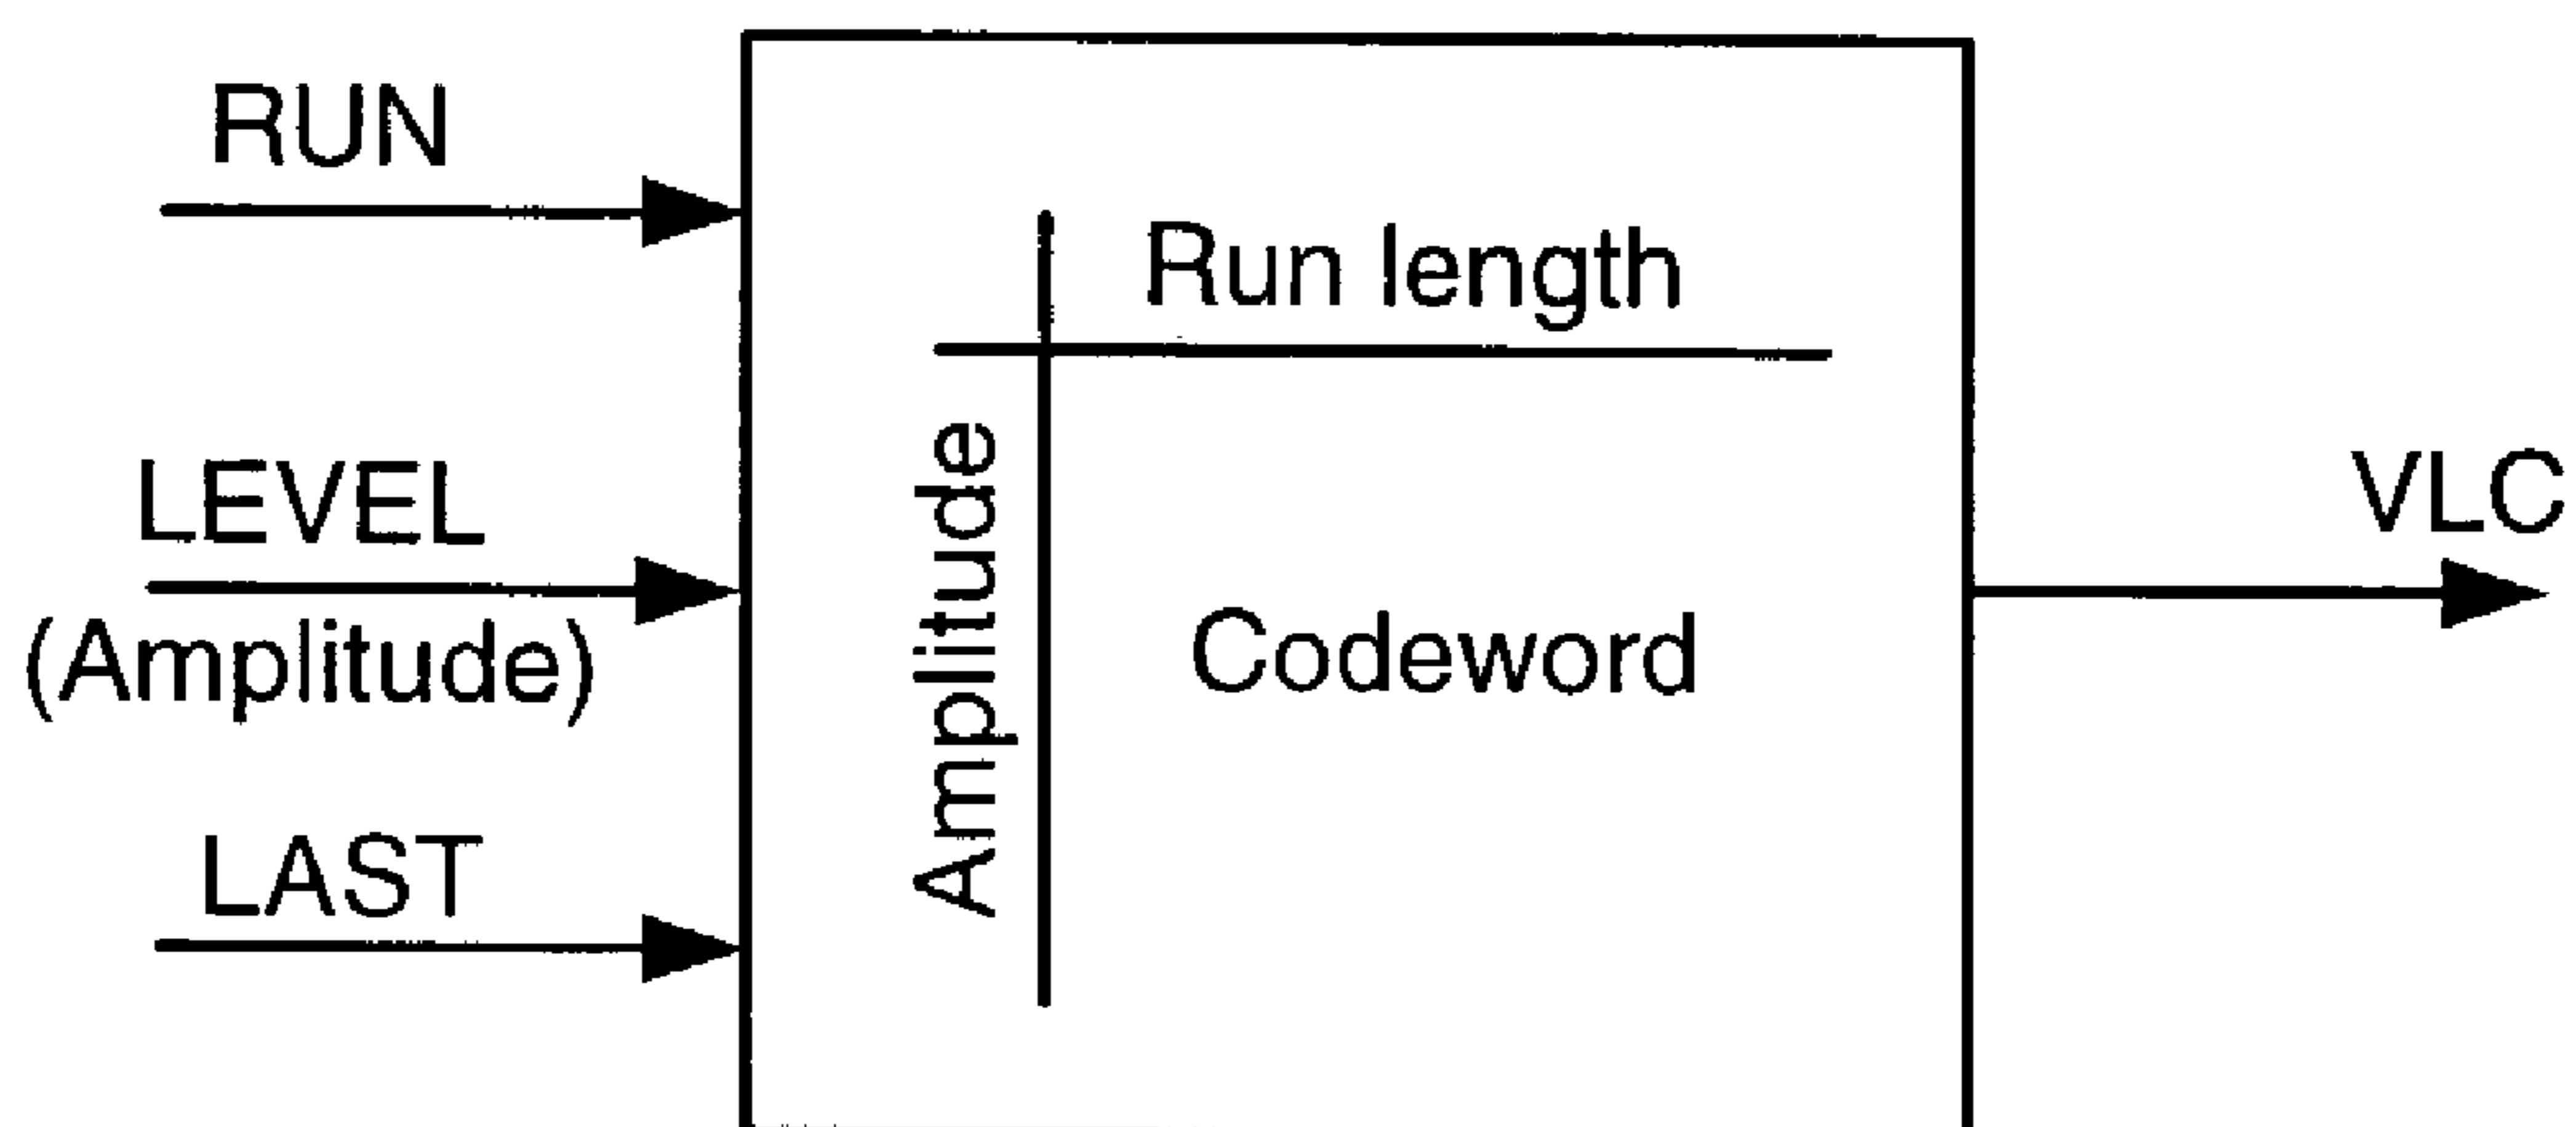 RUN
Run length
LEVEL
(Amplitude)
LAST
Amplitude
Codeword
VLC